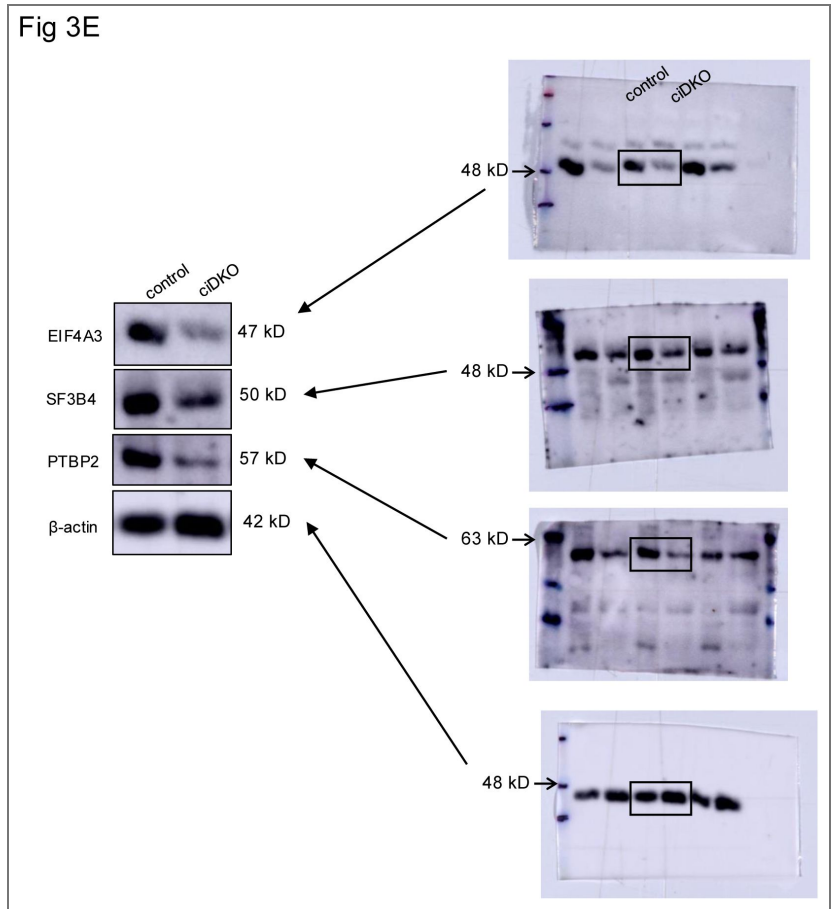 Fig 3E
control
ciDKO
48 kD
control
ciDKO
EIF4A3
47 kD
SF3B4
50 kD
48 kD
PTBP2
57 kD
63 kD
β-actin
42 kD
48 kD